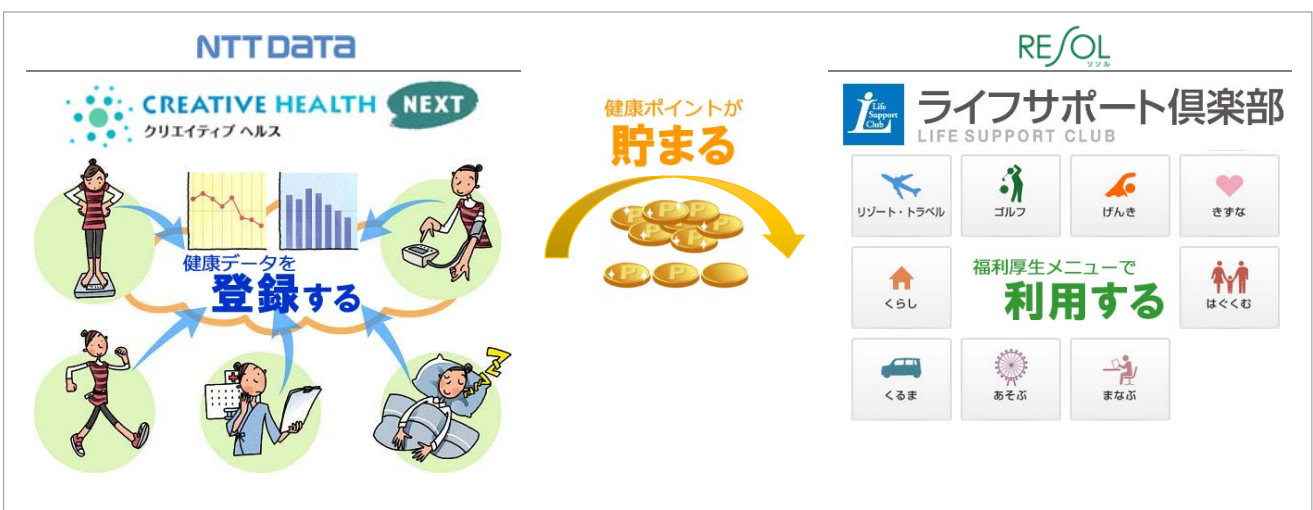 NTT DATA
CREATIVE HEALTH NEXT
クリエイティブ ヘルス
健康データを
登録する
健康ポイントが
貯まる
P P P
P P
P P
RESOL
リソル
Life
Support
Club
ライフサポート倶楽部
LIFE SUPPORT CLUB
リゾート・トラベル
ゴルフ
げんき
きずな
くらし
福利厚生メニューで
利用する
はぐくむ
くるま
あそぶ
まなぶ